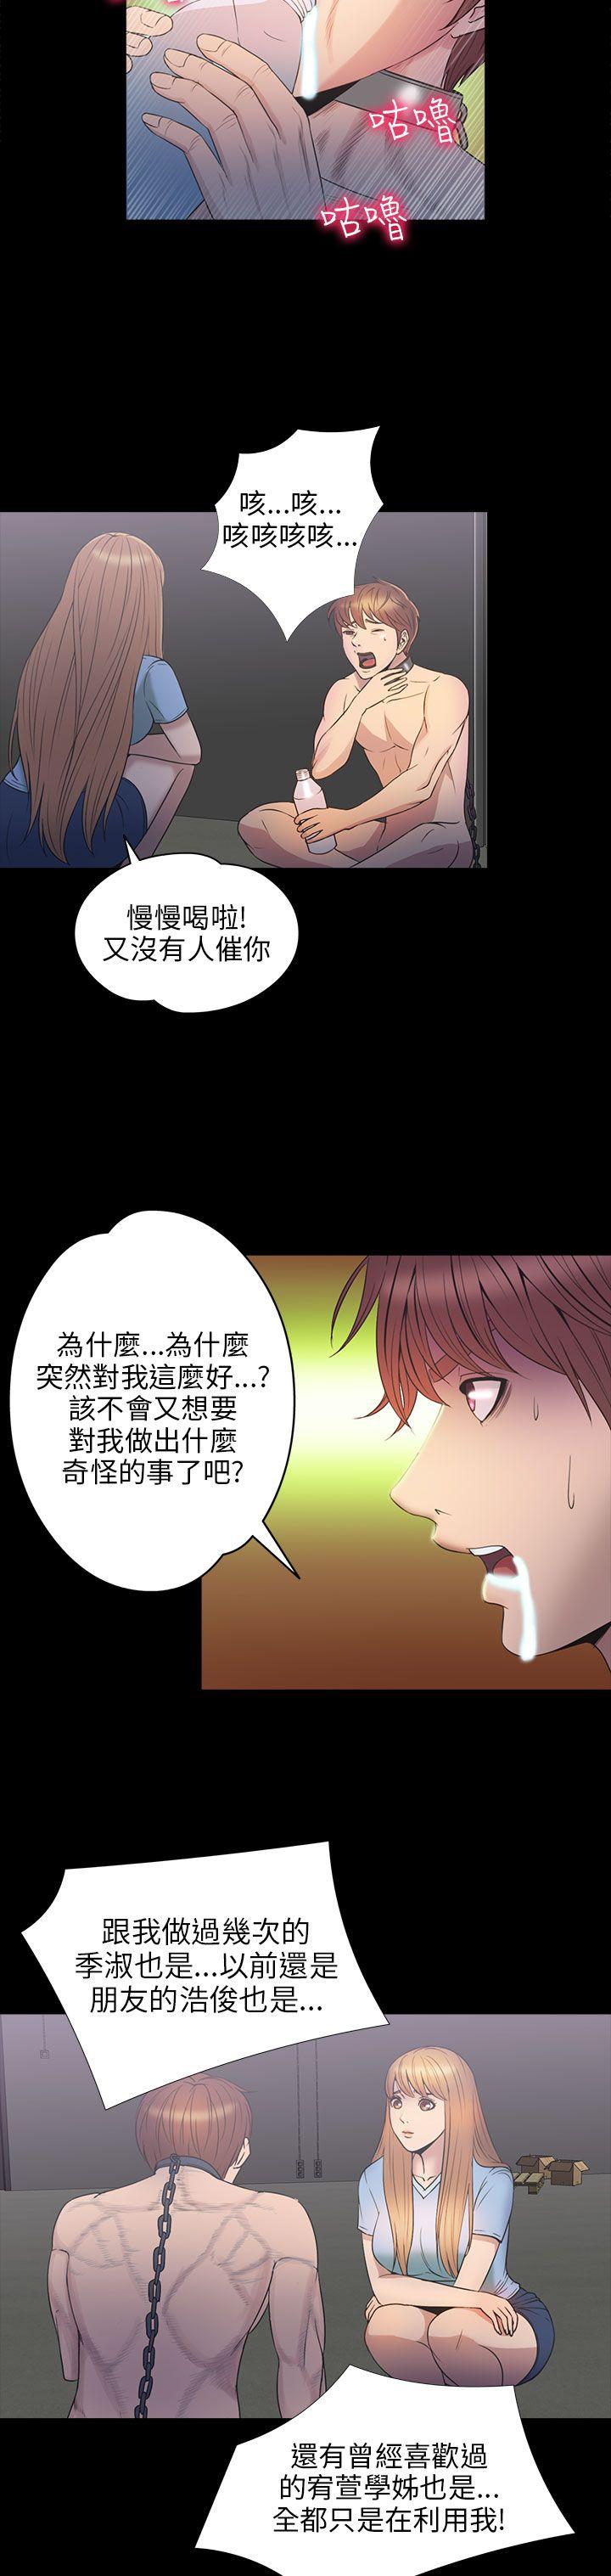 咕嚕
咕嚕
咳...咳...
咳咳咳咳...
慢慢喝啦!
又沒有人催你
為什麼...為什麼
突然對我這麼好...?
該不會又想要
對我做出什麼
奇怪的事了吧?
跟我做過幾次的
季淑也是...以前還是
朋友的浩俊也是...
還有曾經喜歡過
的宥萱學姊也是...
全都只是在利用我!